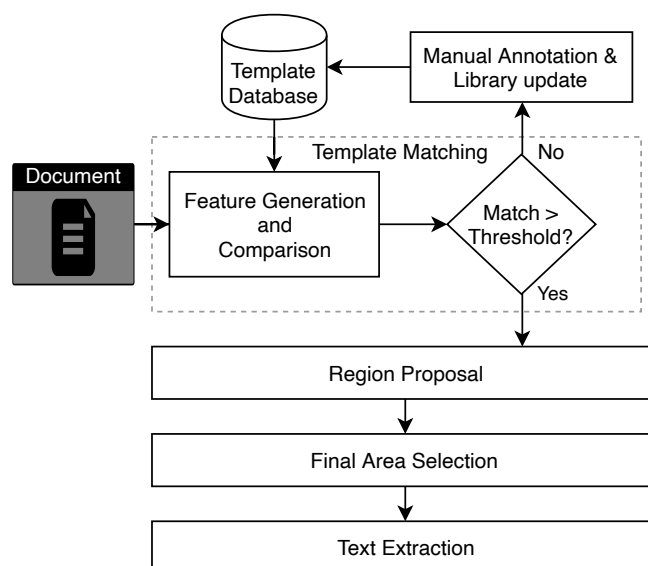 Template
Database
Manual Annotation &
Library update
Template Matching
No
Document
Feature Generation
and
Comparison
Match >
Threshold?
Yes
Region Proposal
Final Area Selection
Text Extraction